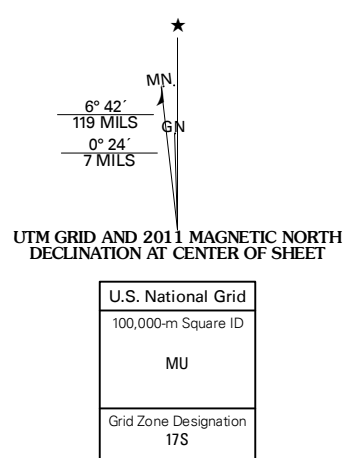 ★
MN.
6° 42´
119 MILS
GN
0° 24´
7 MILS
UTM GRID AND 2011 MAGNETIC NORTH
DECLINATION AT CENTER OF SHEET
U.S. National Grid
100,000-m Square ID
MU
Grid Zone Designation
17S